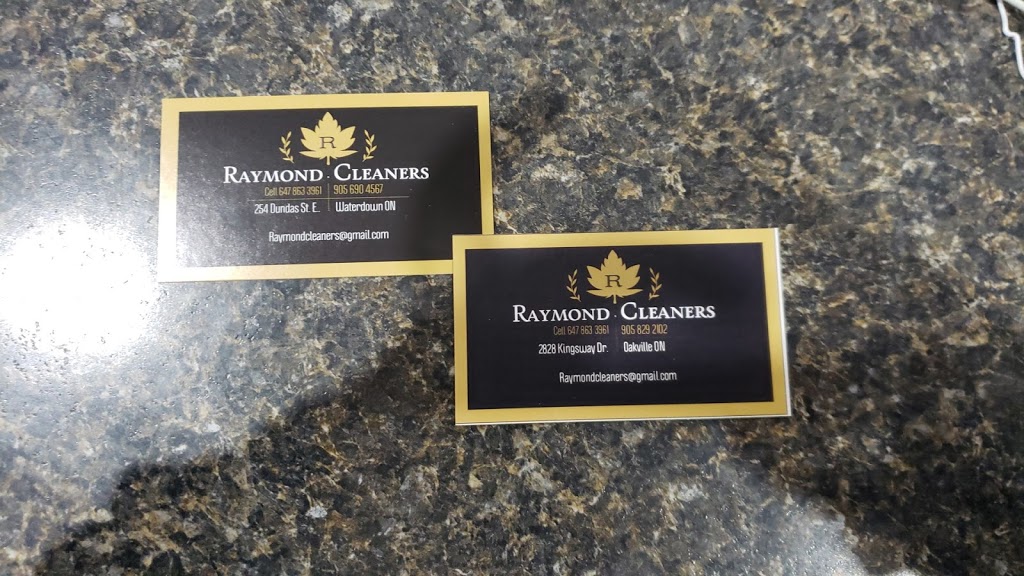 R
RAYMOND CLEANERS
Cell 647 863 3961 905 690 4567
254 Dundas St. E. Waterdown ON
Raymondcleaners@gmail.com
R
RAYMOND CLEANERS
Cell 647 863 3961 905 829 2102
2828 Kingsway Dr. Oakville ON
Raymondcleaners@gmail.com